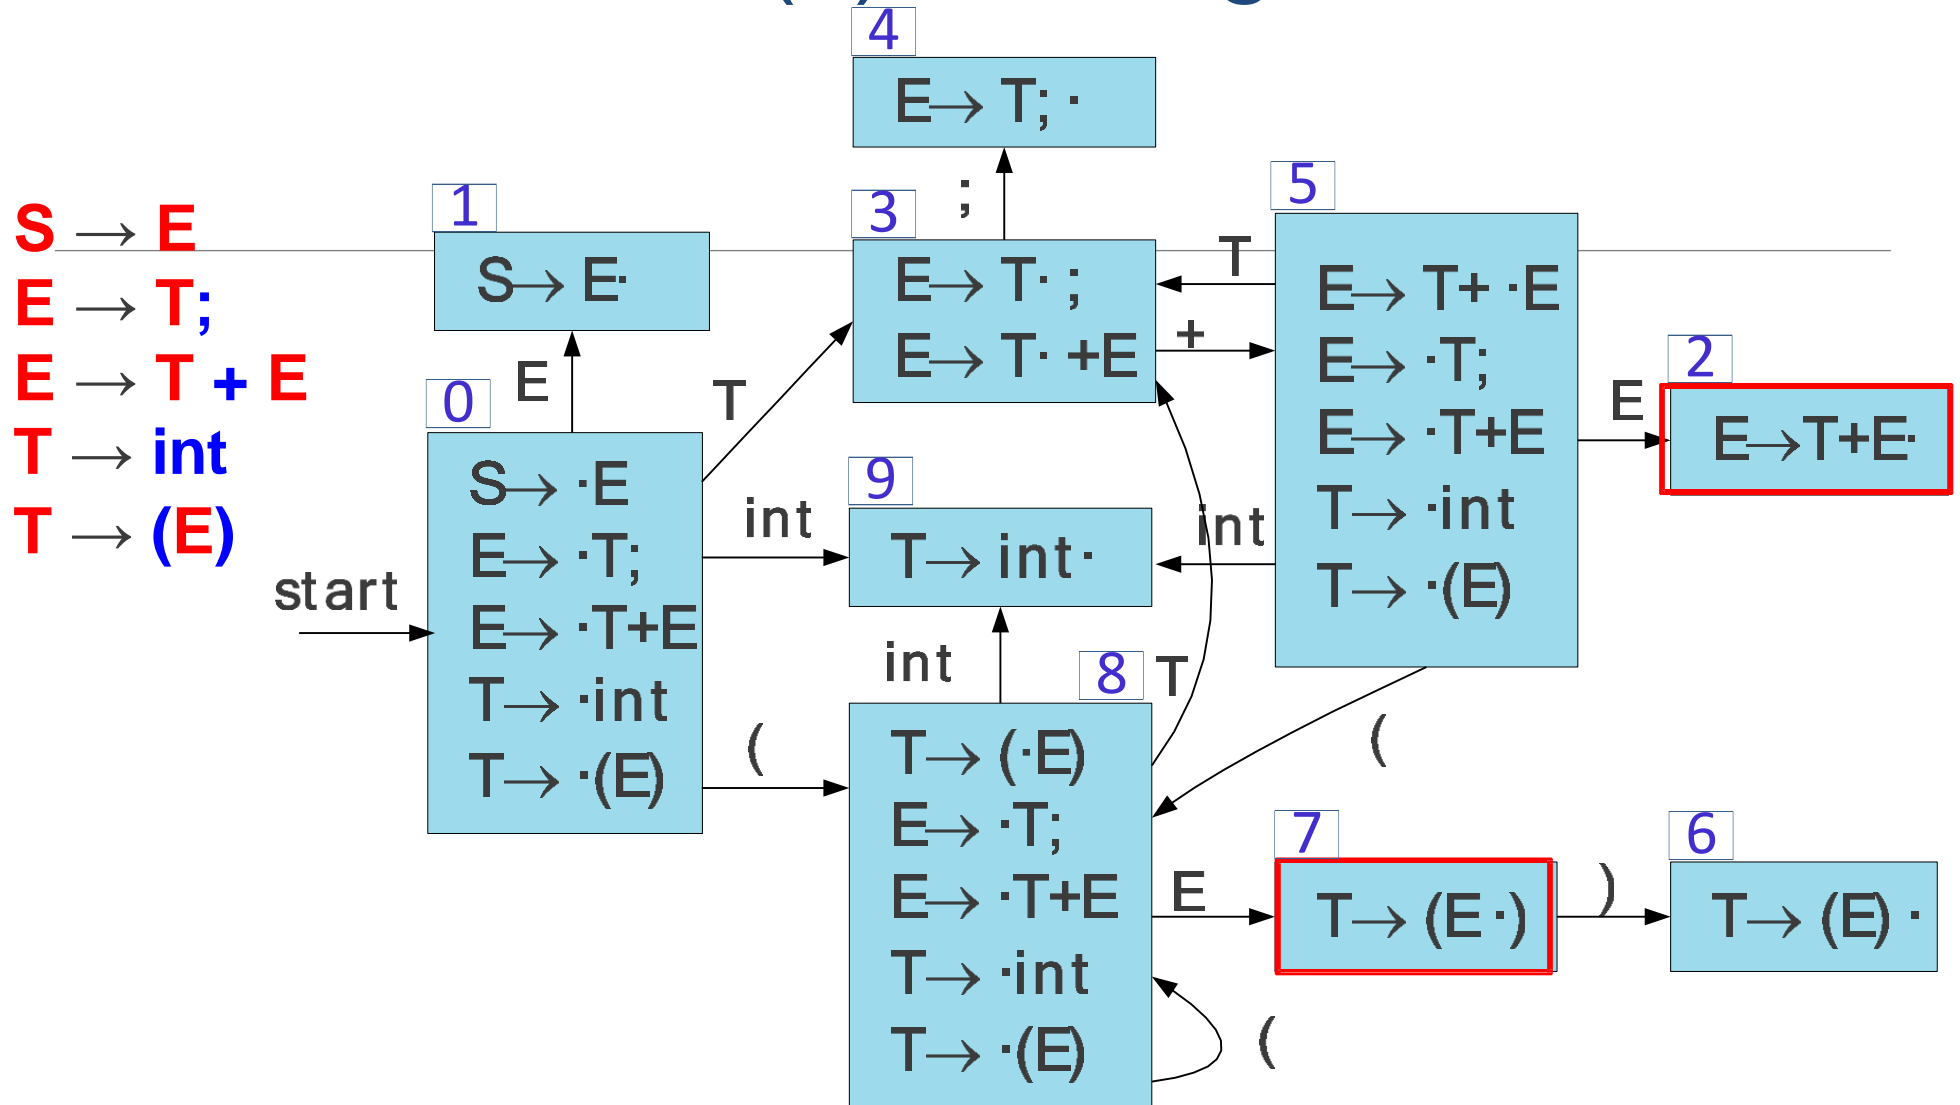 S → E
E → T;
E → T + E
T → int
T → (E)
start
0
S→ ·E
E→ ·T;
E→ ·T+E
T→ ·int
T→ ·(E)
E
1
S→ E·
T
int
(
4
E→ T; ·
;
3
E→ T· ;
E→ T· +E
T
+
9
T→ int·
int
int
8
T
T→ (·E)
E→ ·T;
E→ ·T+E
T→ ·int
T→ ·(E)
(
5
E→ T+ ·E
E→ ·T;
E→ ·T+E
T→ ·int
T→ ·(E)
(
E
2
E→T+E·
E
7
T→ (E ·)
)
6
T→ (E) ·